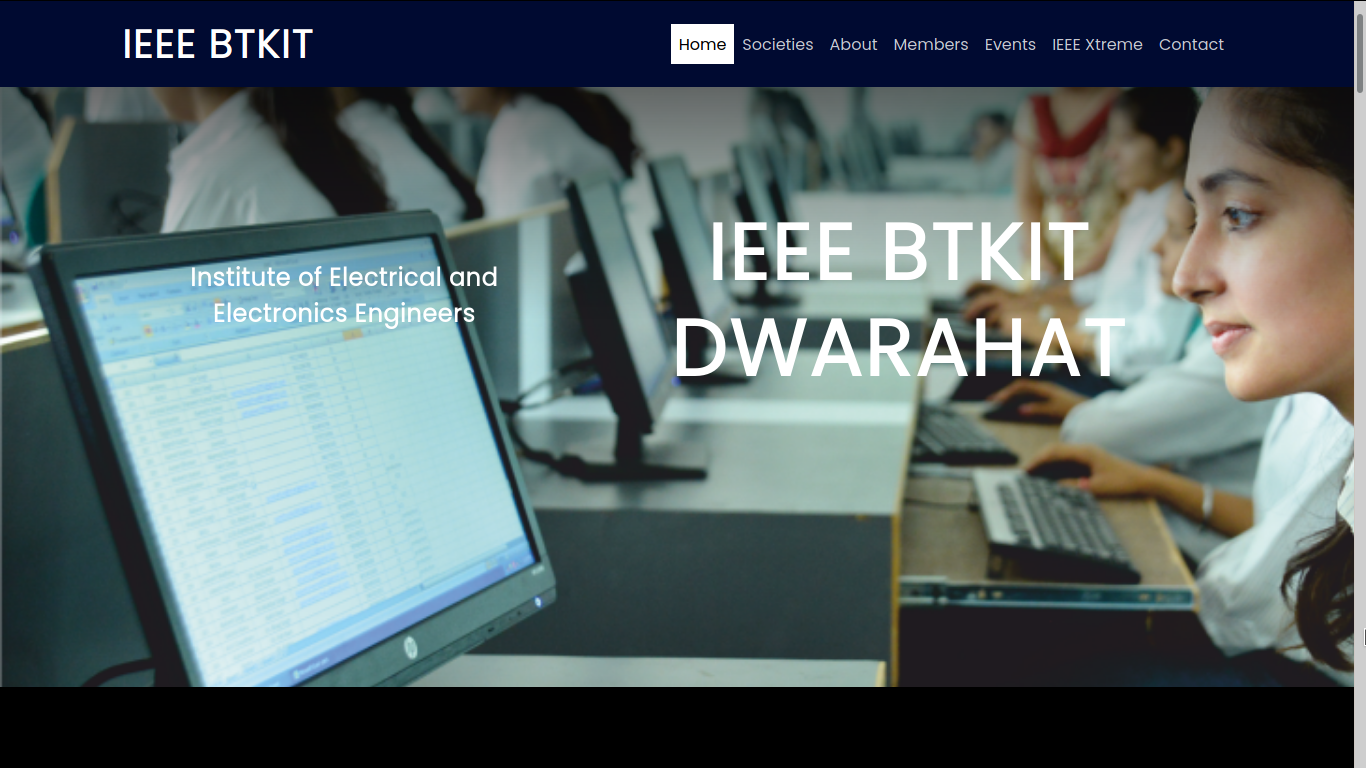 IEEE BTKIT
Home Societies About Members Events IEEE Xtreme Contact
Institute of Electrical and
Electronics Engineers
IEEE BTKIT
DWARAHAT
hp